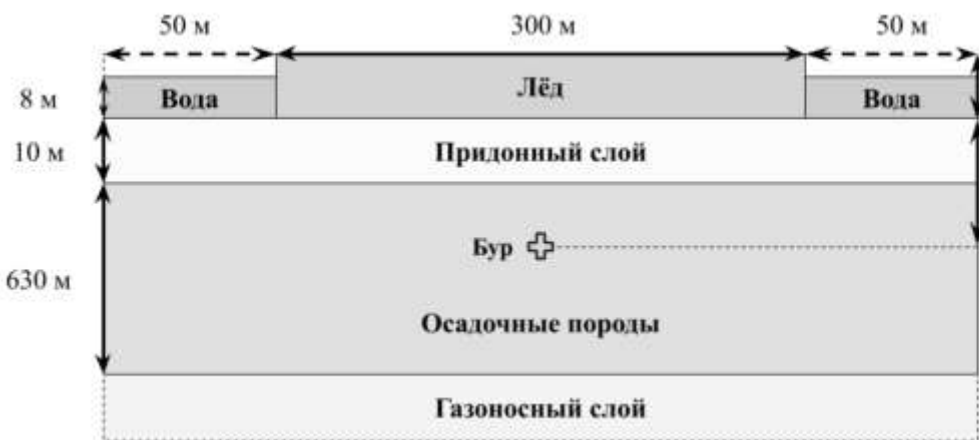 50 м 300 м 50 м
8 м Вода Лёд Вода
10 м Придонный слой
Бур
630 м
Осадочные породы
Газоносный слой